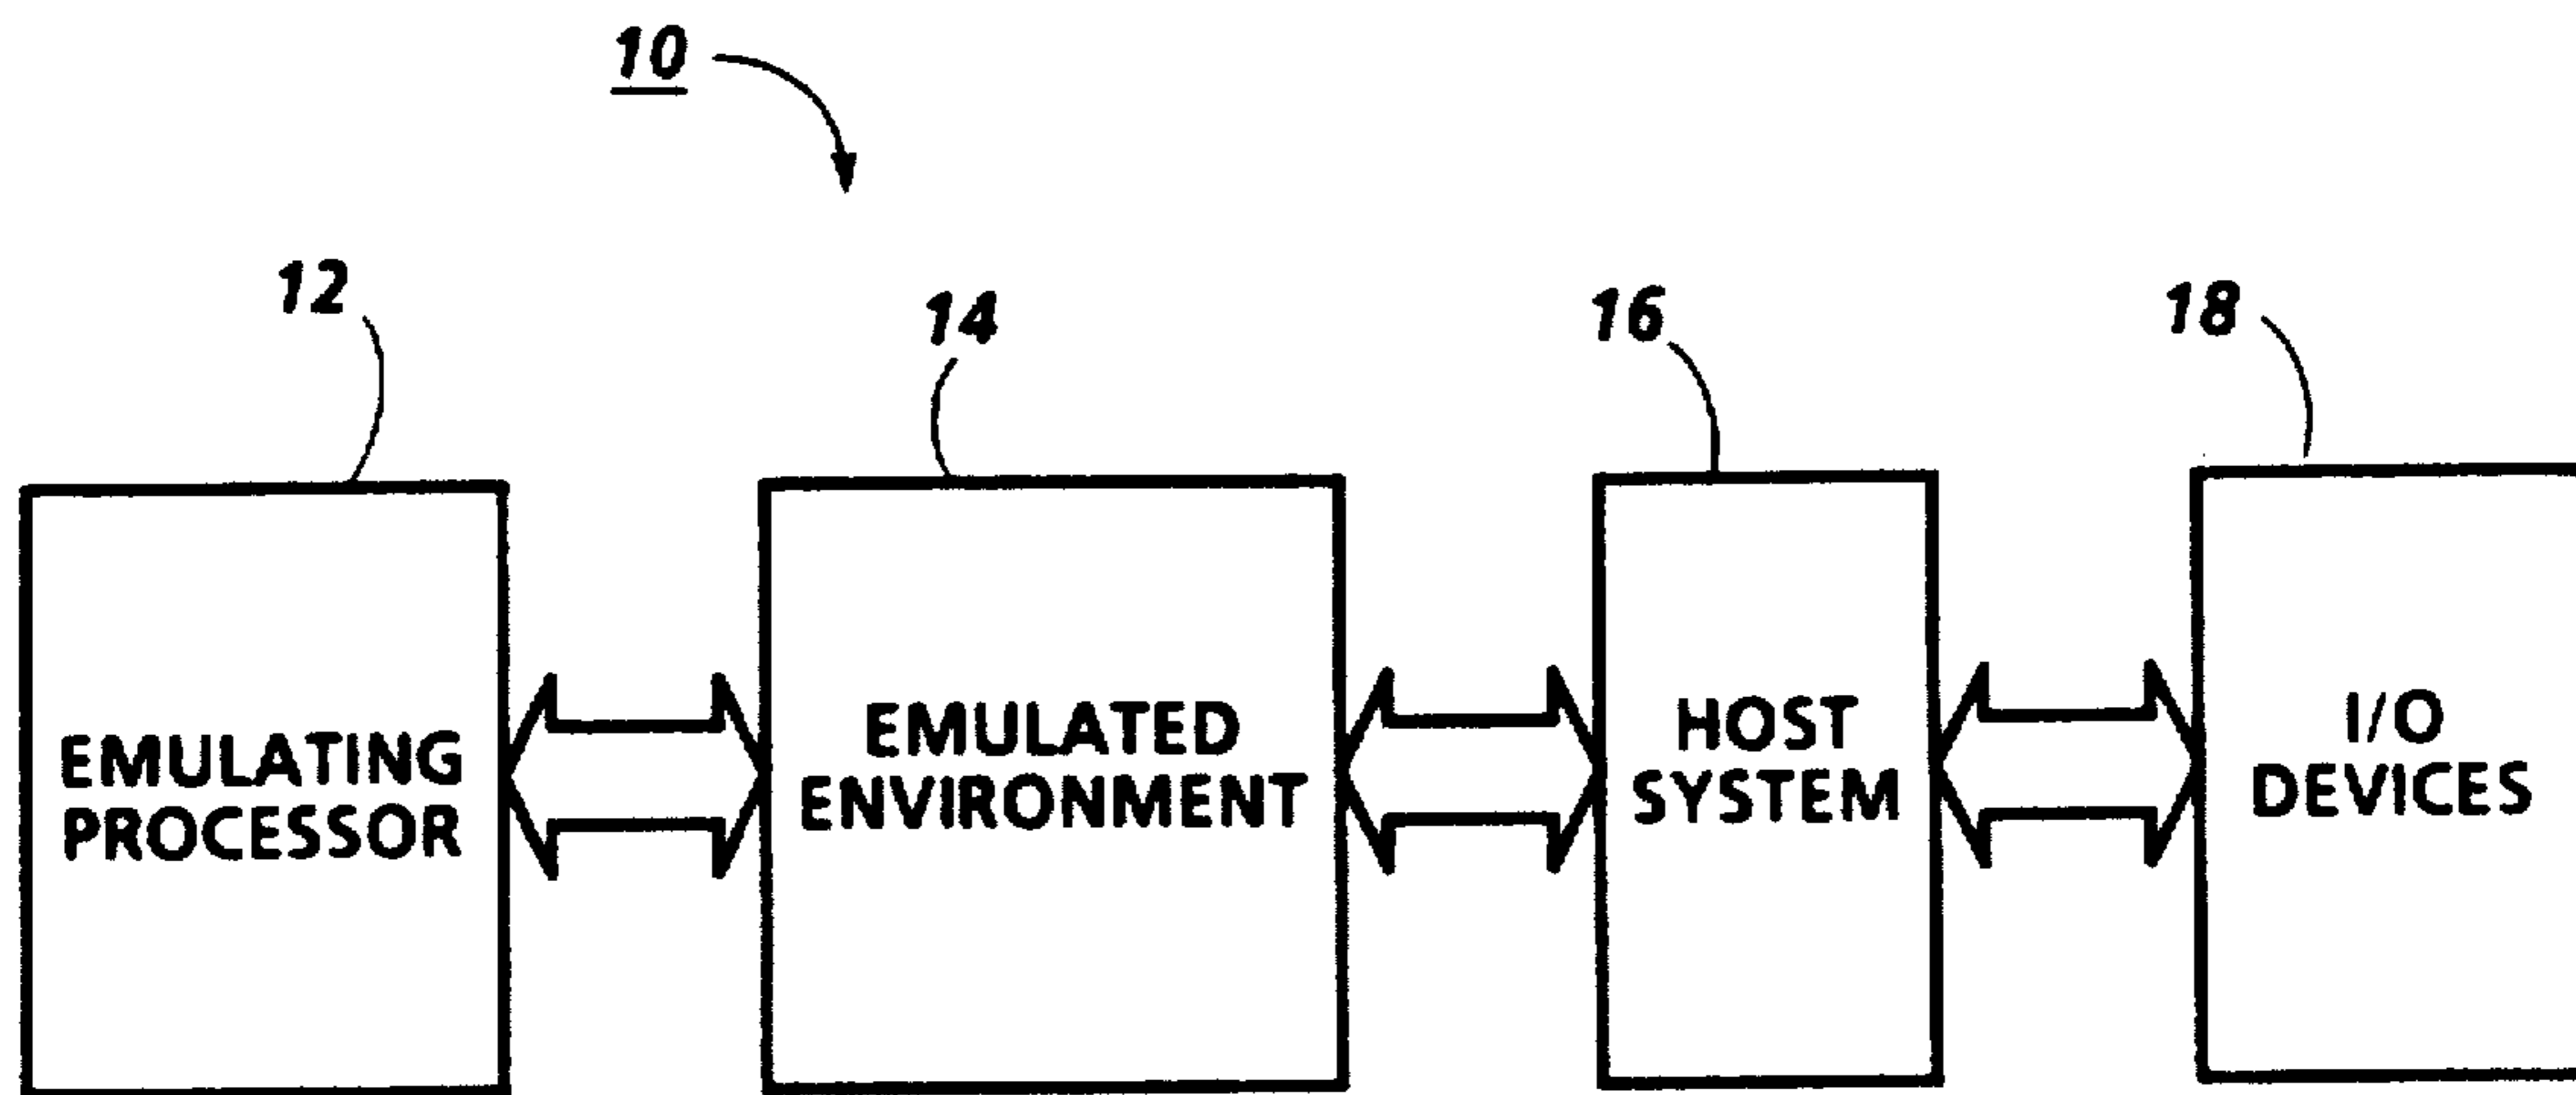 10
12
14
16
18
EMULATING
PROCESSOR
EMULATED
ENVIRONMENT
HOST
SYSTEM
I/O
DEVICES